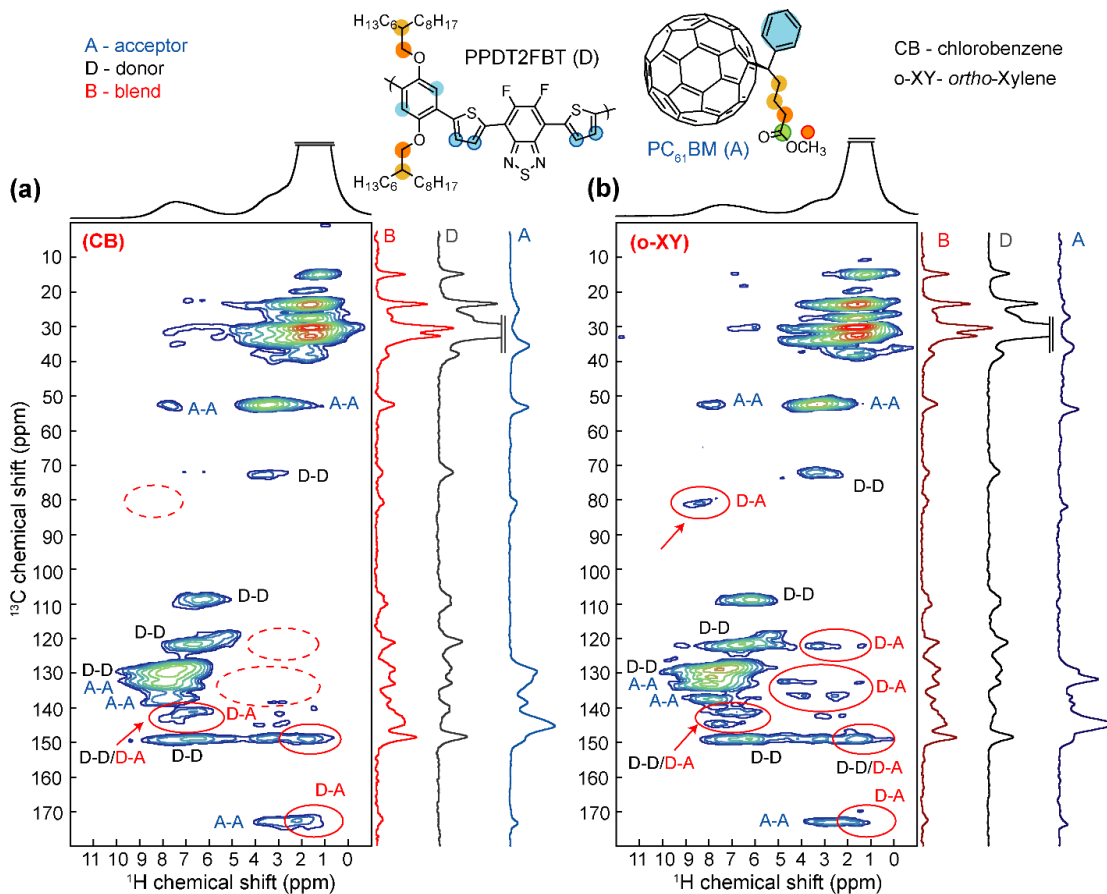 A - acceptor
D - donor
B - blend
H13C6 C8H17
O
PPDT2FBT (D)
S F F S
N N
S
O
H13C6 C8H17
O
OCH3
PC61BM (A)
CB - chlorobenzene
o-XY- ortho-Xylene
(a)
(CB)
B D A
10
20
30
40
50
60
70
80
90
100
110
120
130
140
150
160
170
13C chemical shift (ppm)
A-A A-A
D-D
D-D
D-D
D-D
A-A
A-A
D-A
D-D/D-A
D-D
D-A
A-A
11 10 9 8 7 6 5 4 3 2 1 0
1H chemical shift (ppm)
(b)
(o-XY)
B D A
10
20
30
40
50
60
70
80
90
100
110
120
130
140
150
160
170
13C chemical shift (ppm)
A-A A-A
D-D
D-A
D-D
D-D
D-A
D-D
A-A
D-A
A-A
D-A
D-D/D-A
D-D
D-D/D-A
D-A
A-A
11 10 9 8 7 6 5 4 3 2 1 0
1H chemical shift (ppm)